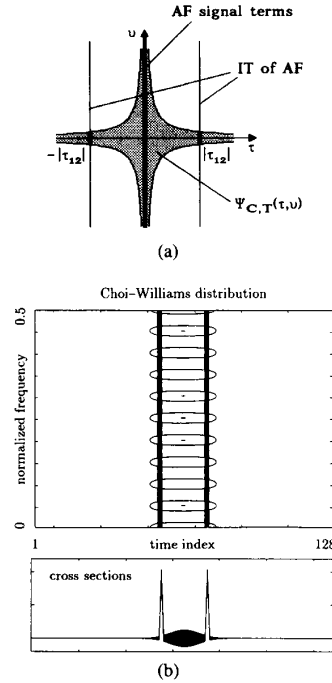 AF signal terms
υ
IT of AF
τ
−|τ₁₂|
|τ₁₂|
Ψ_C,T(τ,υ)
(a)
Choi–Williams distribution
0.5
normalized frequency
0
1 time index 128
cross sections
(b)